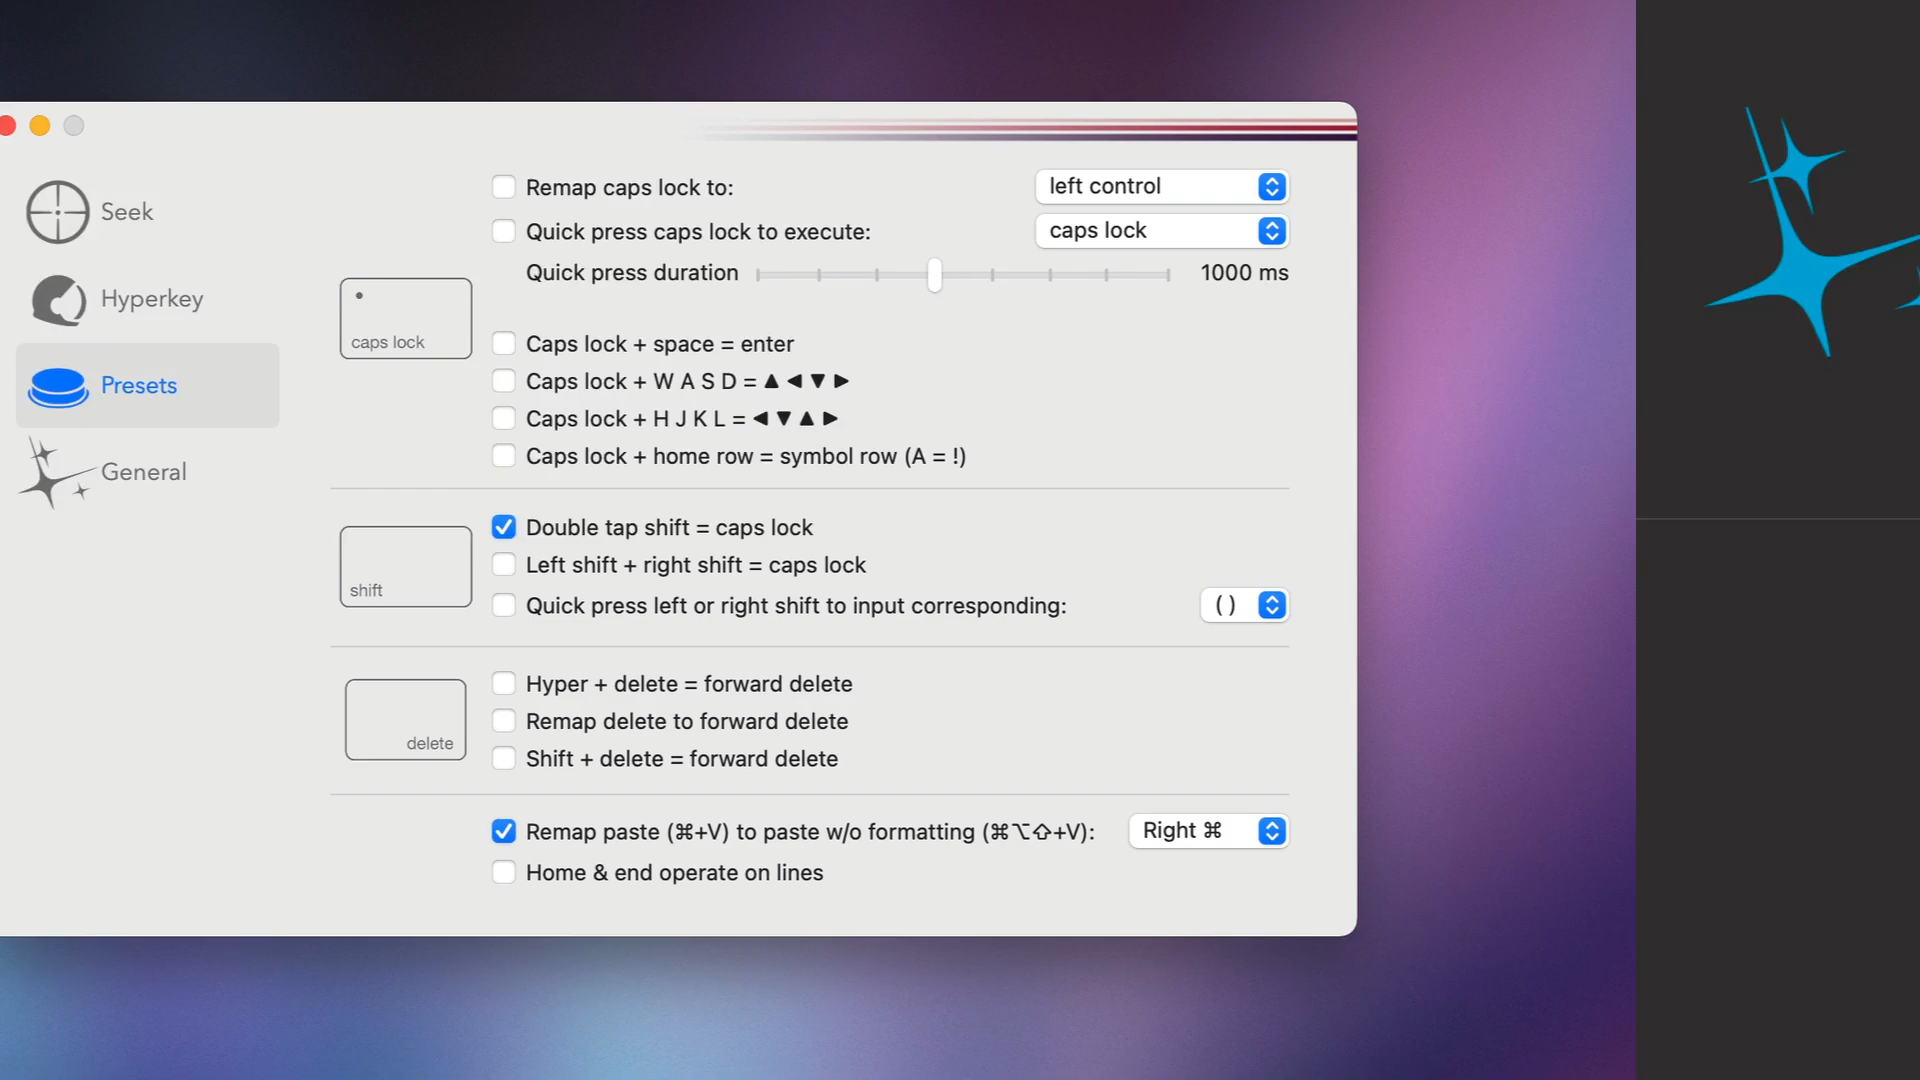 Seek
Hyperkey
Presets
General
Remap caps lock to:
left control
Quick press caps lock to execute:
caps lock
Quick press duration
1000 ms
caps lock
Caps lock + space = enter
Caps lock + W A S D = ▲ ◀ ▼ ▶
Caps lock + H J K L = ◀ ▼ ▲ ▶
Caps lock + home row = symbol row (A = !)
shift
Double tap shift = caps lock
Left shift + right shift = caps lock
Quick press left or right shift to input corresponding:
( )
delete
Hyper + delete = forward delete
Remap delete to forward delete
Shift + delete = forward delete
Remap paste (⌘+V) to paste w/o formatting (⌘⌥⇧+V):
Right ⌘
Home & end operate on lines